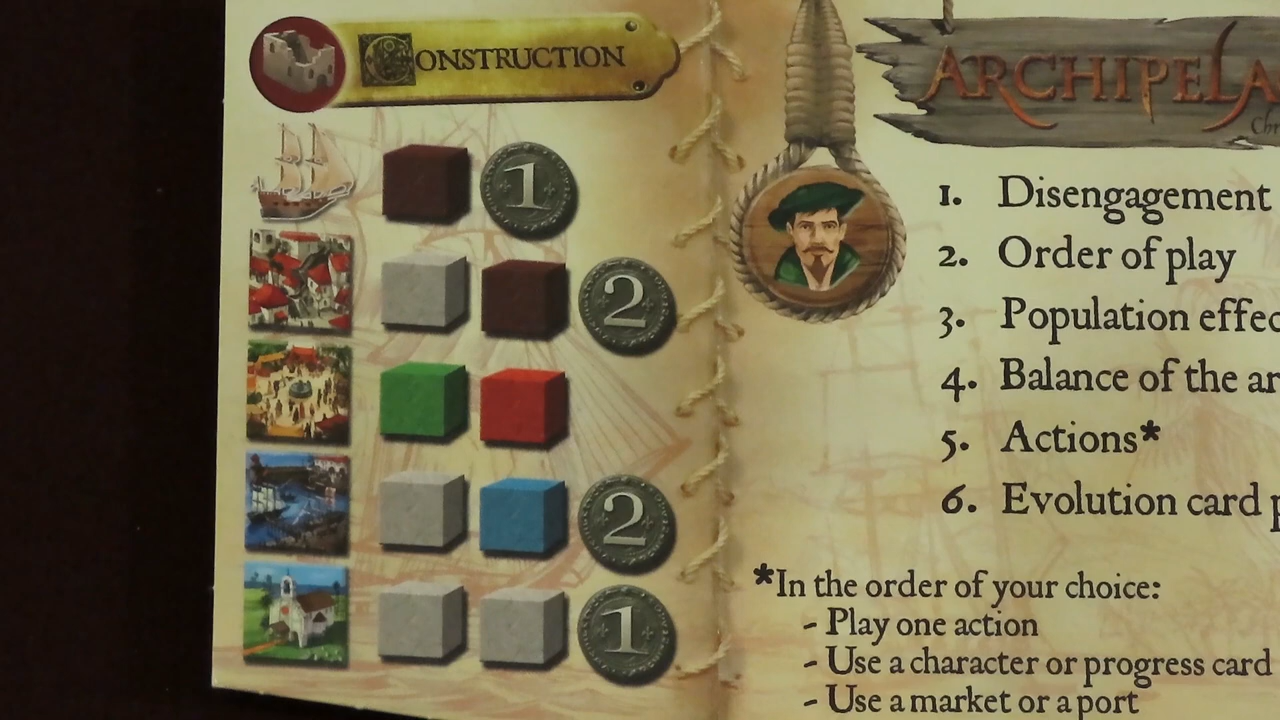 CONSTRUCTION
1
2
2
1
1. Disengagement
2. Order of play
3. Population
4. Balance of the
5. Actions*
6. Evolution card
*In the order of your choice:
- Play one action
- Use a character or progress card
- Use a market or a port